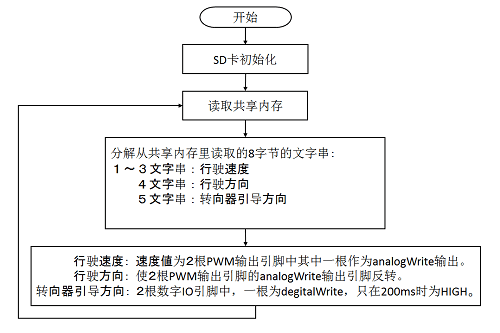 开始
SD卡初始化
读取共享内存
分解从共享内存里读取的8字节的文字串：
１～３文字串：行驶速度
４文字串：行驶方向
５文字串：转向器引导方向
行驶速度：速度値为2根PWM输出引脚中其中一根作为analogWrite输出。
行驶方向：使2根PWM输出引脚的analogWrite输出引脚反转。
转向器引导方向：2根数字IO引脚中，一根为degitalWrite，只在200ms时为HIGH。